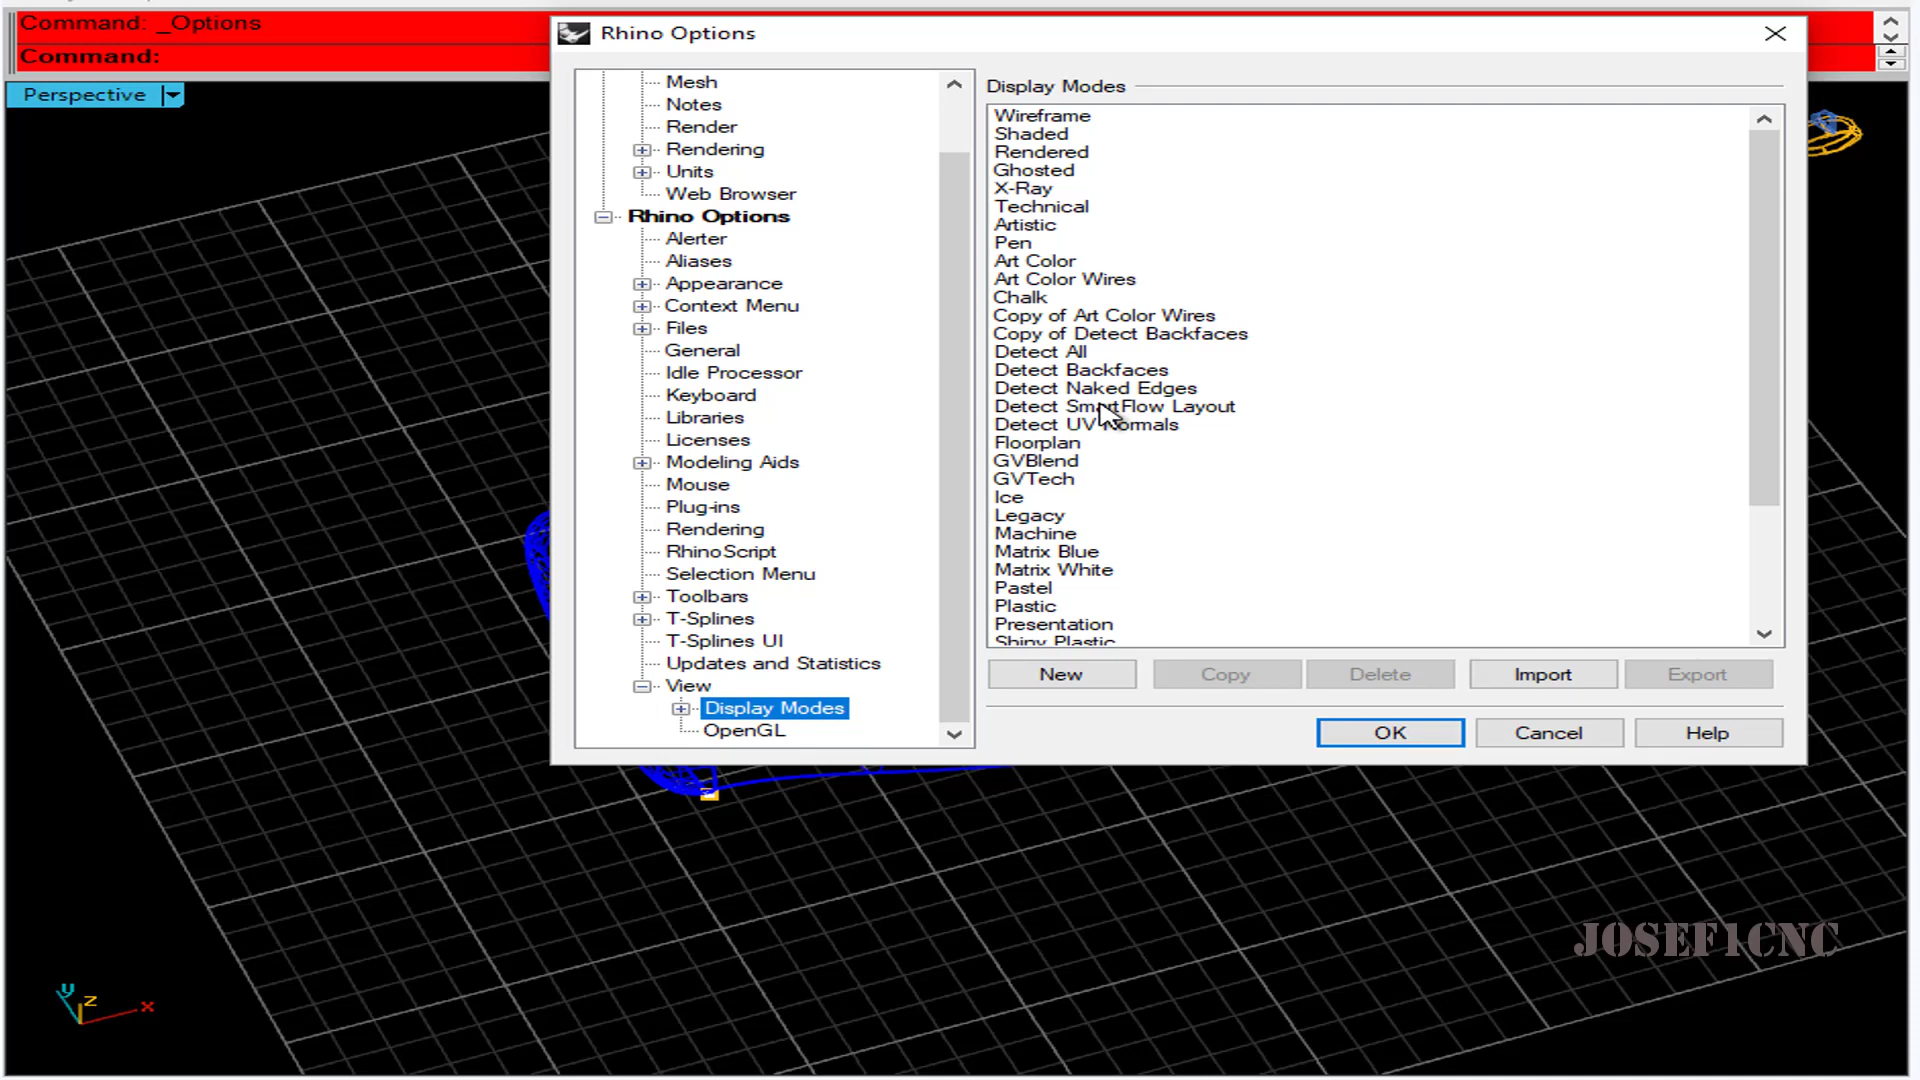 Command: _Options
Command:
Perspective
Rhino Options
Mesh
Notes
Render
Rendering
Units
Web Browser
Rhino Options
Alerter
Aliases
Appearance
Context Menu
Files
General
Idle Processor
Keyboard
Libraries
Licenses
Modeling Aids
Mouse
Plug-ins
Rendering
RhinoScript
Selection Menu
Toolbars
T-Splines
T-Splines UI
Updates and Statistics
View
Display Modes
OpenGL
Display Modes
Wireframe
Shaded
Rendered
Ghosted
X-Ray
Technical
Artistic
Pen
Art Color
Art Color Wires
Chalk
Copy of Art Color Wires
Copy of Detect Backfaces
Detect All
Detect Backfaces
Detect Naked Edges
Detect SmartFlow Layout
Detect UV Normals
Floorplan
GVBlend
GVTech
Ice
Legacy
Machine
Matrix Blue
Matrix White
Pastel
Plastic
Presentation
Shiny Plastic
New
Copy
Delete
Import
Export
OK
Cancel
Help
JOSEF1CNC
y
z
x